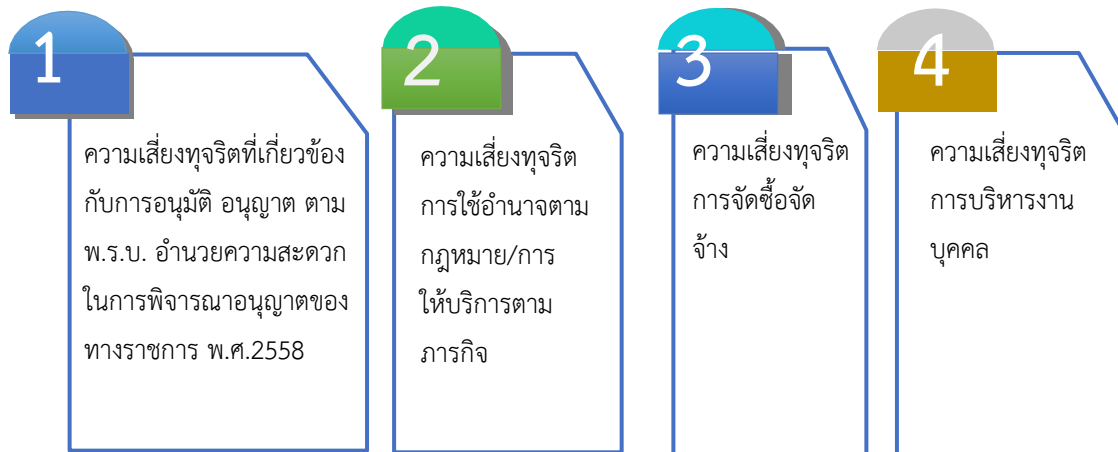 1
ความเสี่ยงทุจริตที่เกี่ยวข้อง
กับการอนุมัติ อนุญาต ตาม
พ.ร.บ. อำนวยความสะดวก
ในการพิจารณาอนุญาตของ
ทางราชการ พ.ศ.2558
2
ความเสี่ยงทุจริต
การใช้อำนาจตาม
กฎหมาย/การ
ให้บริการตาม
ภารกิจ
3
ความเสี่ยงทุจริต
การจัดซื้อจัด
จ้าง
4
ความเสี่ยงทุจริต
การบริหารงาน
บุคคล